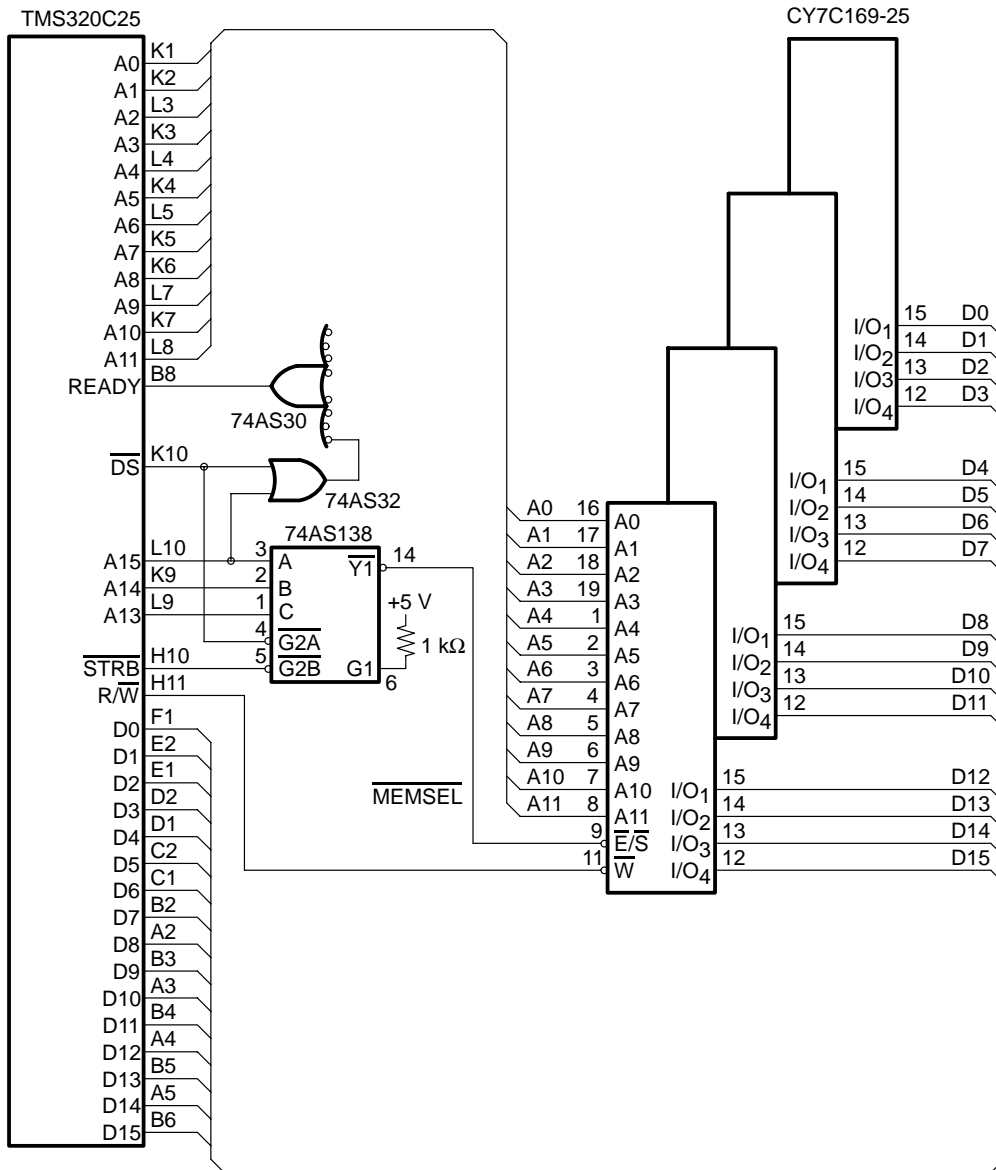 TMS320C25
CY7C169-25
A0 K1
A1 K2
A2 L3
A3 K3
A4 L4
A5 K4
A6 L5
A7 K5
A8 K6
A9 L7
A10 K7
A11 L8
READY B8
74AS30
DS K10
74AS32
74AS138
A15 L10 3 A Y1 14
A14 K9 2 B
A13 L9 1 C
+5 V
1 kΩ
4 G2A
STRB H10 5 G2B G1 6
R/W H11
D0 F1
D1 E2
D2 E1
D3 D2
D4 D1
D5 C2
D6 C1
D7 B2
D8 A2
D9 B3
D10 A3
D11 B4
D12 A4
D13 B5
D14 A5
D15 B6
MEMSEL
A0 16 A0
A1 17 A1
A2 18 A2
A3 19 A3
A4 1 A4
A5 2 A5
A6 3 A6
A7 4 A7
A8 5 A8
A9 6 A9
A10 7 A10
A11 8 A11
9 E/S
11 W
I/O1 15 D0
I/O2 14 D1
I/O3 13 D2
I/O4 12 D3
I/O1 15 D4
I/O2 14 D5
I/O3 13 D6
I/O4 12 D7
I/O1 15 D8
I/O2 14 D9
I/O3 13 D10
I/O4 12 D11
I/O1 15 D12
I/O2 14 D13
I/O3 13 D14
I/O4 12 D15